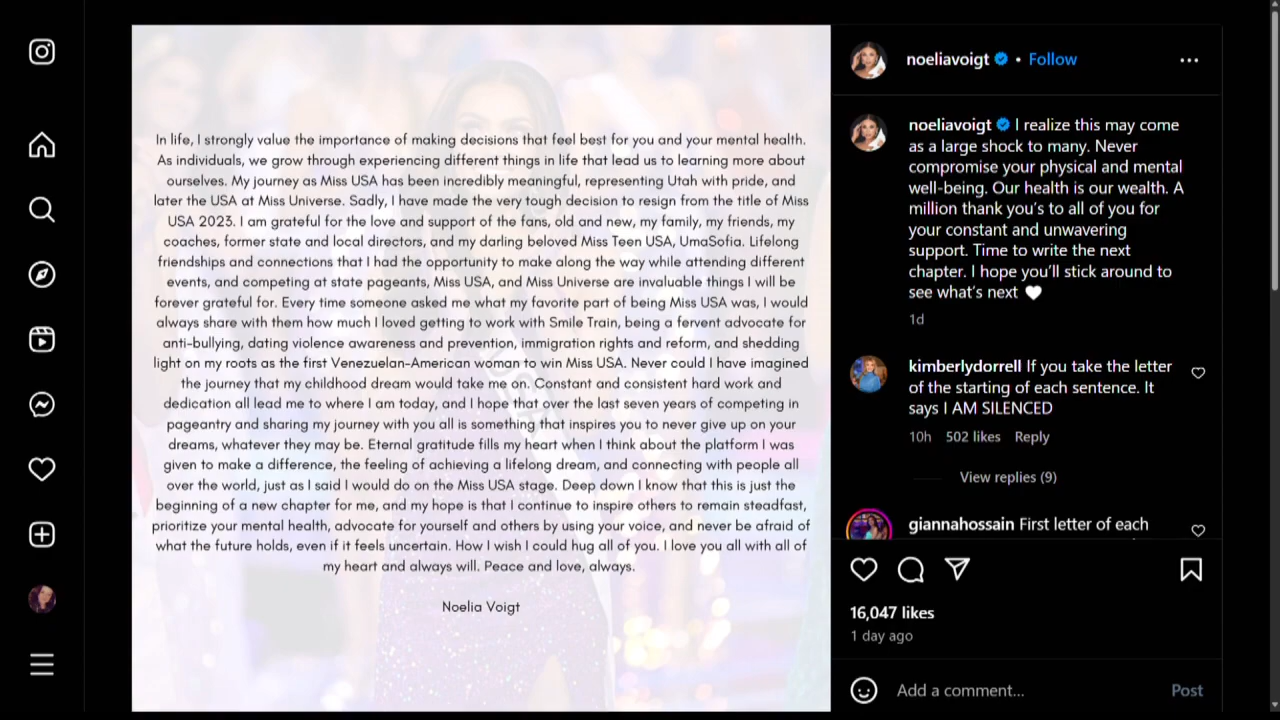 In life, I strongly value the importance of making decisions that feel best for you and your mental health.
As individuals, we grow through experiencing different things in life that lead us to learning more about
ourselves. My journey as Miss USA has been incredibly meaningful, representing Utah with pride, and
later the USA at Miss Universe. Sadly, I have made the very tough decision to resign from the title of Miss
USA 2023. I am grateful for the love and support of the fans, old and new, my family, my friends, my
coaches, former state and local directors, and my darling beloved Miss Teen USA, UmaSofia. Lifelong
friendships and connections that I had the opportunity to make along the way while attending different
events, and competing at state pageants, Miss USA, and Miss Universe are invaluable things I will be
forever grateful for. Every time someone asked me what my favorite part of being Miss USA was, I would
always share with them how much I loved getting to work with Smile Train, being a fervent advocate for
anti-bullying, dating violence awareness and prevention, immigration rights and reform, and shedding
light on my roots as the first Venezuelan-American woman to win Miss USA. Never could I have imagined
the journey that my childhood dream would take me on. Constant and consistent hard work and
dedication all lead me to where I am today, and I hope that over the last seven years of competing in
pageantry and sharing my journey with you all is something that inspires you to never give up on your
dreams, whatever they may be. Eternal gratitude fills my heart when I think about the platform I was
given to make a difference, the feeling of achieving a lifelong dream, and connecting with people all
over the world, just as I said I would do on the Miss USA stage. Deep down I know that this is just the
beginning of a new chapter for me, and my hope is that I continue to inspire others to remain steadfast,
prioritize your mental health, advocate for yourself and others by using your voice, and never be afraid of
what the future holds, even if it feels uncertain. How I wish I could hug all of you. I love you all with all of
my heart and always will. Peace and love, always.
Noelia Voigt
noeliavoigt • Follow
noeliavoigt I realize this may come
as a large shock to many. Never
compromise your physical and mental
well-being. Our health is our wealth. A
million thank you's to all of you for
your constant and unwavering
support. Time to write the next
chapter. I hope you'll stick around to
see what's next 🤍
1d
kimberlydorrell If you take the letter
of the starting of each sentence. It
says I AM SILENCED
10h 502 likes Reply
View replies (9)
giannahossain First letter of each
16,047 likes
1 day ago
Add a comment... Post